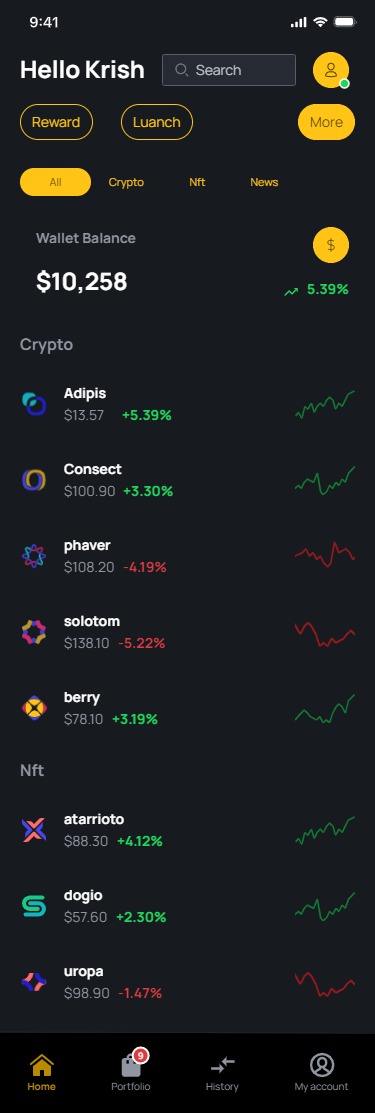 9:41
Hello Krish
Search
Reward
Luanch
More
All
Crypto
Nft
News
Wallet Balance
$
$10,258
5.39%
Crypto
Adipis
$13.57 +5.39%
Consect
$100.90 +3.30%
phaver
$108.20 -4.19%
solotom
$138.10 -5.22%
berry
$78.10 +3.19%
Nft
atarrioto
$88.30 +4.12%
dogio
$57.60 +2.30%
uropa
$98.90 -1.47%
9
Home
Portfolio
History
My account